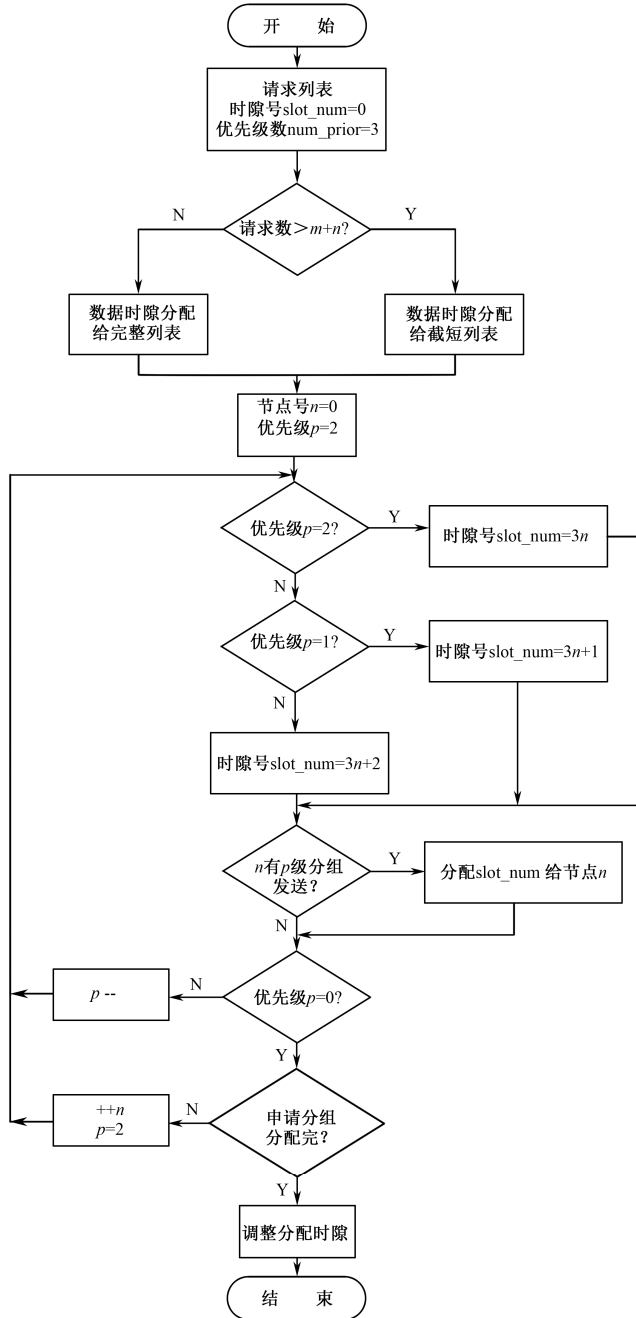 开 始
请求列表
时隙号slot_num=0
优先级数num_prior=3
请求数＞m+n?
N
Y
数据时隙分配
给完整列表
数据时隙分配
给截短列表
节点号n=0
优先级p=2
优先级p=2?
Y
时隙号slot_num=3n
N
优先级p=1?
Y
时隙号slot_num=3n+1
N
时隙号slot_num=3n+2
n有p级分组
发送？
Y
分配slot_num 给节点n
N
优先级p=0?
N
p --
Y
申请分组
分配完？
N
++n
p=2
Y
调整分配时隙
结 束